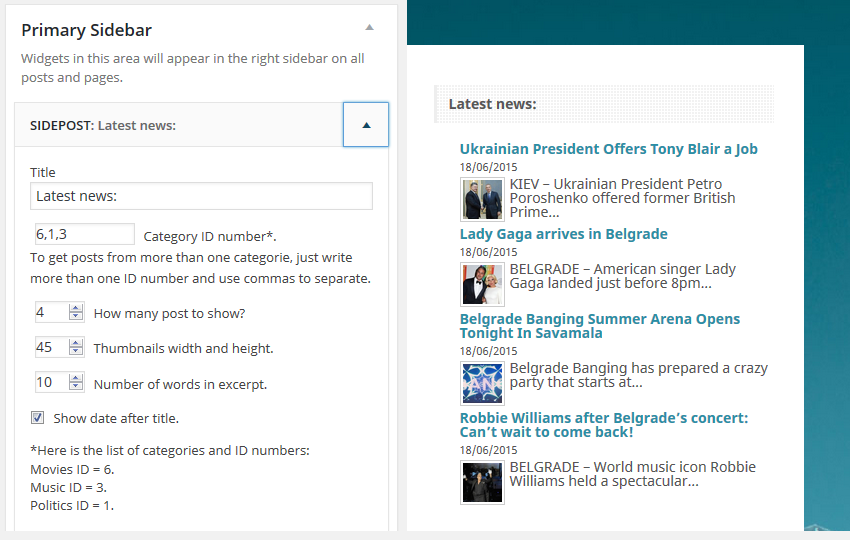 Primary Sidebar
Widgets in this area will appear in the right sidebar on all
posts and pages.
SIDEPOST: Latest news:
Title
Latest news:
6,1,3 Category ID number*.
To get posts from more than one categorie, just write
more than one ID number and use commas to separate.
4 How many post to show?
45 Thumbnails width and height.
10 Number of words in excerpt.
Show date after title.
*Here is the list of categories and ID numbers:
Movies ID = 6.
Music ID = 3.
Politics ID = 1.
Latest news:
Ukrainian President Offers Tony Blair a Job
18/06/2015
KIEV – Ukrainian President Petro
Poroshenko offered former British
Prime...
Lady Gaga arrives in Belgrade
18/06/2015
BELGRADE – American singer Lady
Gaga landed just before 8pm...
Belgrade Banging Summer Arena Opens
Tonight In Savamala
18/06/2015
Belgrade Banging has prepared a crazy
party that starts at...
Robbie Williams after Belgrade’s concert:
Can’t wait to come back!
18/06/2015
BELGRADE – World music icon Robbie
Williams held a spectacular...